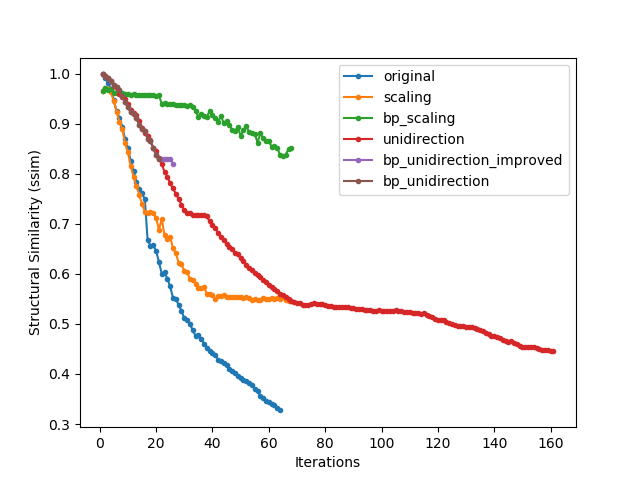 1.0
0.9
0.8
0.7
0.6
0.5
0.4
0.3
Structural Similarity (ssim)
original
scaling
bp_scaling
unidirection
bp_unidirection_improved
bp_unidirection
0 20 40 60 80 100 120 140 160
Iterations